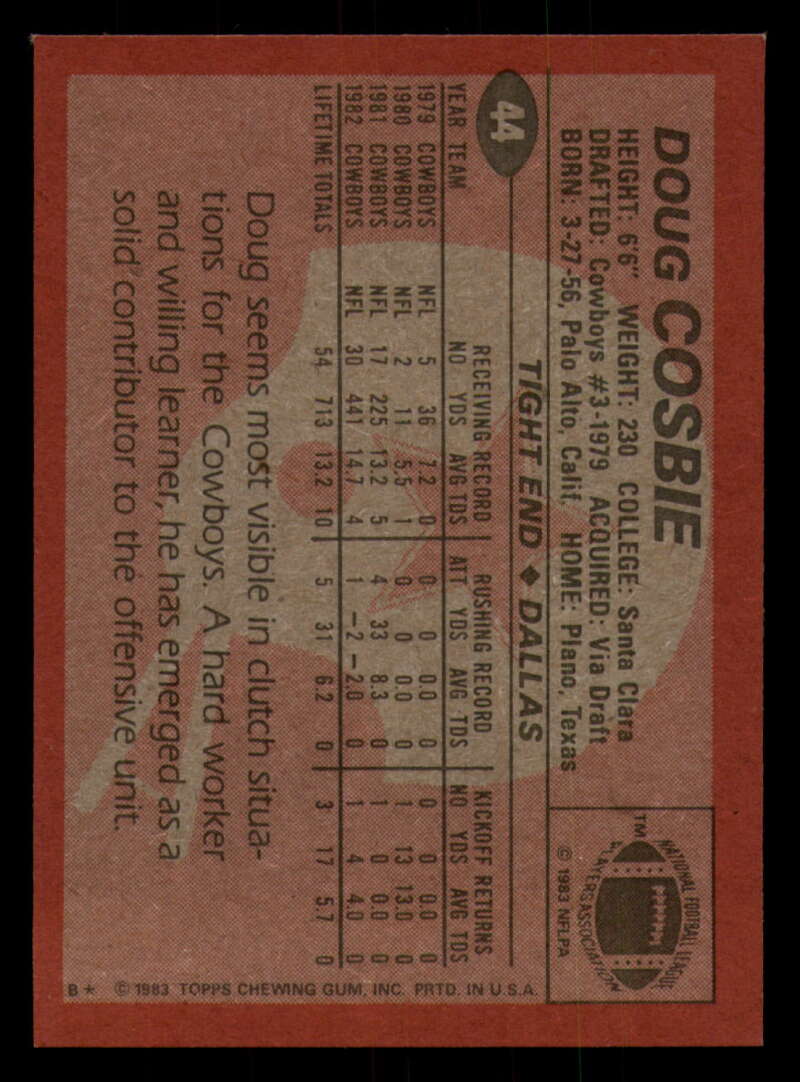 44
DOUG COSBIE
HEIGHT: 6'6" WEIGHT: 230 COLLEGE: Santa Clara
DRAFTED: Cowboys #3-1979 ACQUIRED: Via Draft
BORN: 3-27-56, Palo Alto, Calif. HOME: Plano, Texas
TIGHT END ♦ DALLAS
NATIONAL FOOTBALL LEAGUE
PLAYERS ASSOCIATION
TM
© 1983 NFLPA
RECEIVING RECORD RUSHING RECORD KICKOFF RETURNS
YEAR TEAM NO YDS AVG TDS ATT YDS AVG TDS NO YDS AVG TDS
1979 COWBOYS NFL 5 36 7.2 0 0 0 0.0 0 0 0 0.0 0
1980 COWBOYS NFL 2 11 5.5 1 0 0 0.0 0 1 13 13.0 0
1981 COWBOYS NFL 17 225 13.2 5 4 33 8.3 0 1 0 0.0 0
1982 COWBOYS NFL 30 441 14.7 4 1 -2 -2.0 0 1 4 4.0 0
LIFETIME TOTALS 54 713 13.2 10 5 31 6.2 0 3 17 5.7 0
Doug seems most visible in clutch situa-
tions for the Cowboys. A hard worker
and willing learner, he has emerged as a
solid contributor to the offensive unit.
B* © 1983 TOPPS CHEWING GUM, INC. PRTD. IN U.S.A.